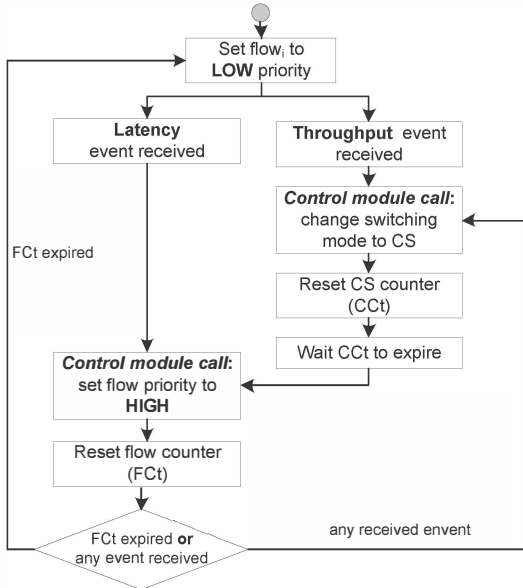 Set flowi to
LOW priority
Latency
event received
Throughput event
received
Control module call:
change switching
mode to CS
FCt expired
Reset CS counter
(CCt)
Wait CCt to expire
Control module call:
set flow priority to
HIGH
Reset flow counter
(FCt)
FCt expired or
any event received
any received envent